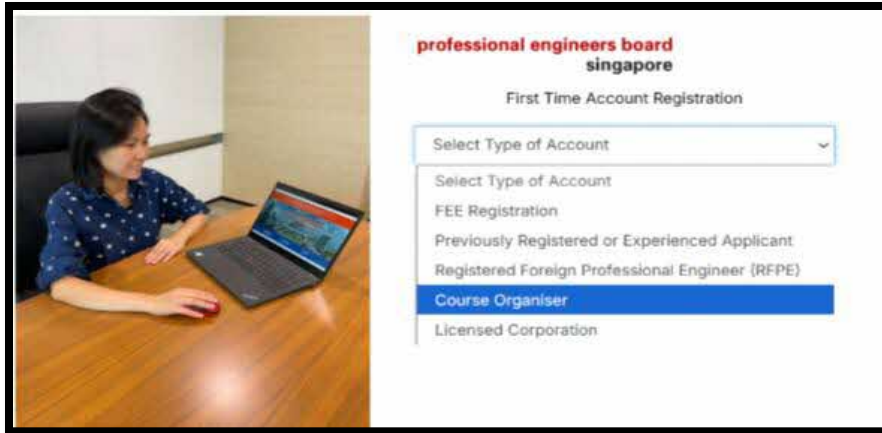 professional engineers board
singapore
First Time Account Registration
Select Type of Account
Select Type of Account
FEE Registration
Previously Registered or Experienced Applicant
Registered Foreign Professional Engineer (RFPE)
Course Organiser
Licensed Corporation